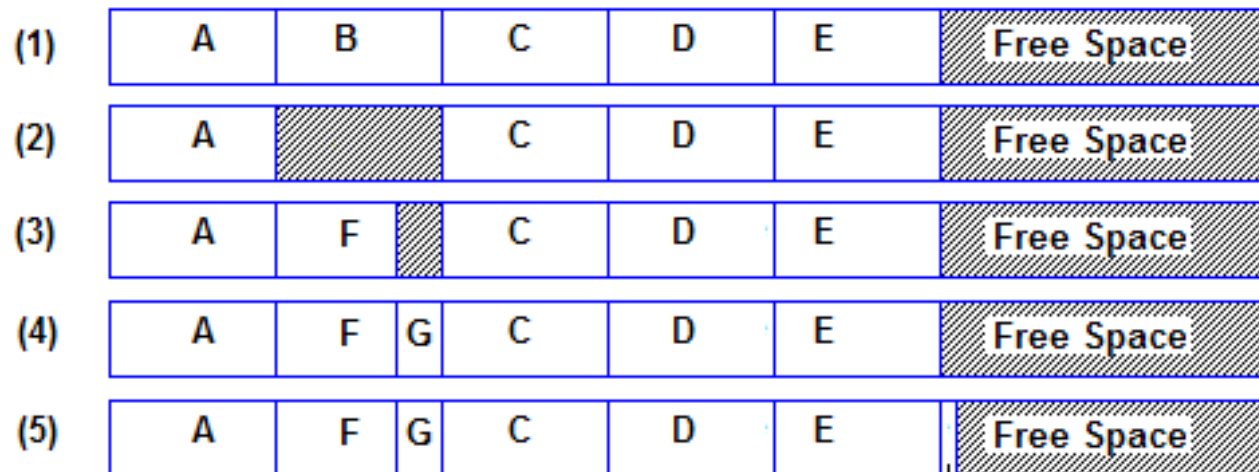 (1) A B C D E Free Space
(2) A C D E Free Space
(3) A F C D E Free Space
(4) A F G C D E Free Space
(5) A F G C D E Free Space